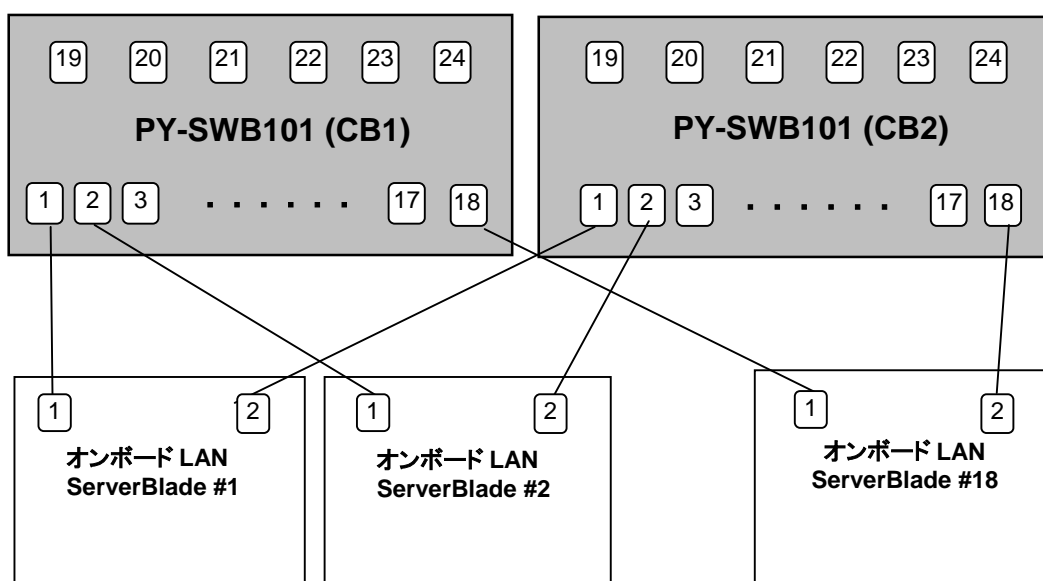 19 20 21 22 23 24
PY-SWB101 (CB1)
1 2 3 ・・・・・・ 17 18
19 20 21 22 23 24
PY-SWB101 (CB2)
1 2 3 ・・・・・・ 17 18
1 2
オンボード LAN
ServerBlade #1
1 2
オンボード LAN
ServerBlade #2
1 2
オンボード LAN
ServerBlade #18